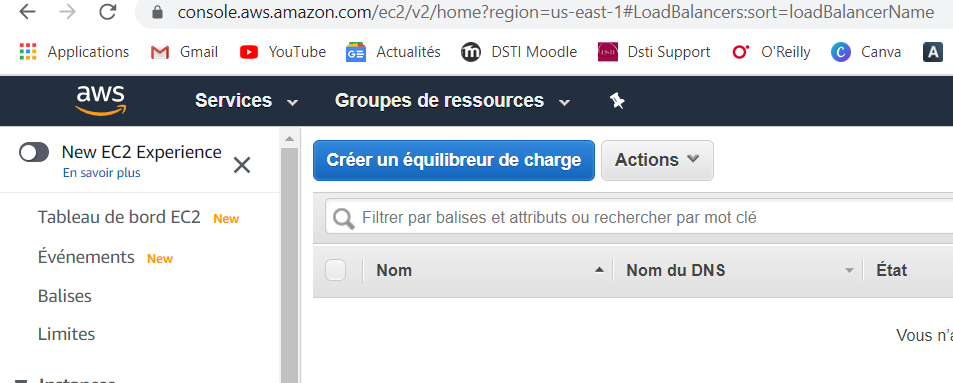 console.aws.amazon.com/ec2/v2/home?region=us-east-1#LoadBalancers:sort=loadBalancerName
Applications Gmail YouTube Actualités DSTI Moodle Dsti Support O'Reilly Canva
aws Services Groupes de ressources
New EC2 Experience
En savoir plus
Créer un équilibreur de charge Actions
Tableau de bord EC2 New
Filtrer par balises et attributs ou rechercher par mot clé
Événements New
Nom Nom du DNS État
Balises
Limites
Vous n'a
Instances